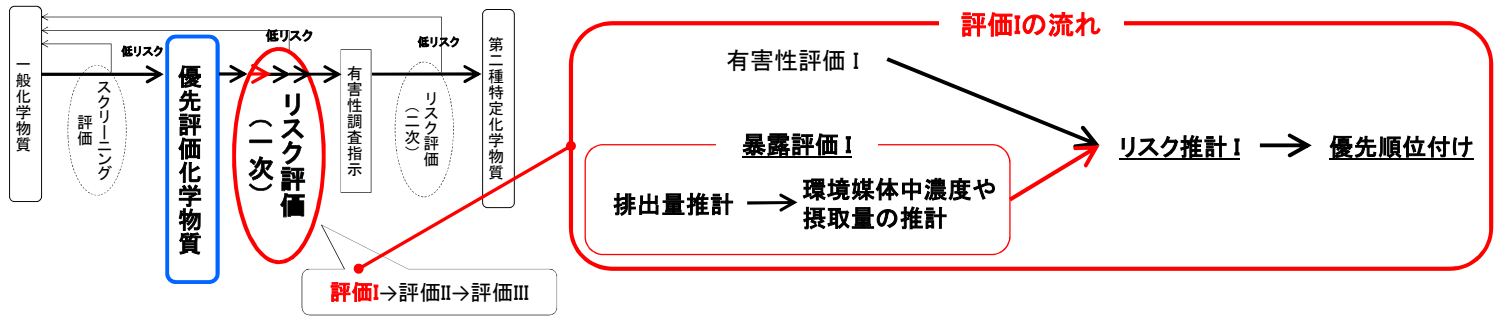 一般化学物質
スクリーニング
評価
低リスク
優先評価化学物質
低リスク
リスク評価
（一次）
有害性調査指示
低リスク
リスク評価
（二次）
第二種特定化学物質
評価Ⅰ→評価Ⅱ→評価Ⅲ
評価Ⅰの流れ
有害性評価Ⅰ
暴露評価Ⅰ
排出量推計
環境媒体中濃度や
摂取量の推計
リスク推計Ⅰ
優先順位付け